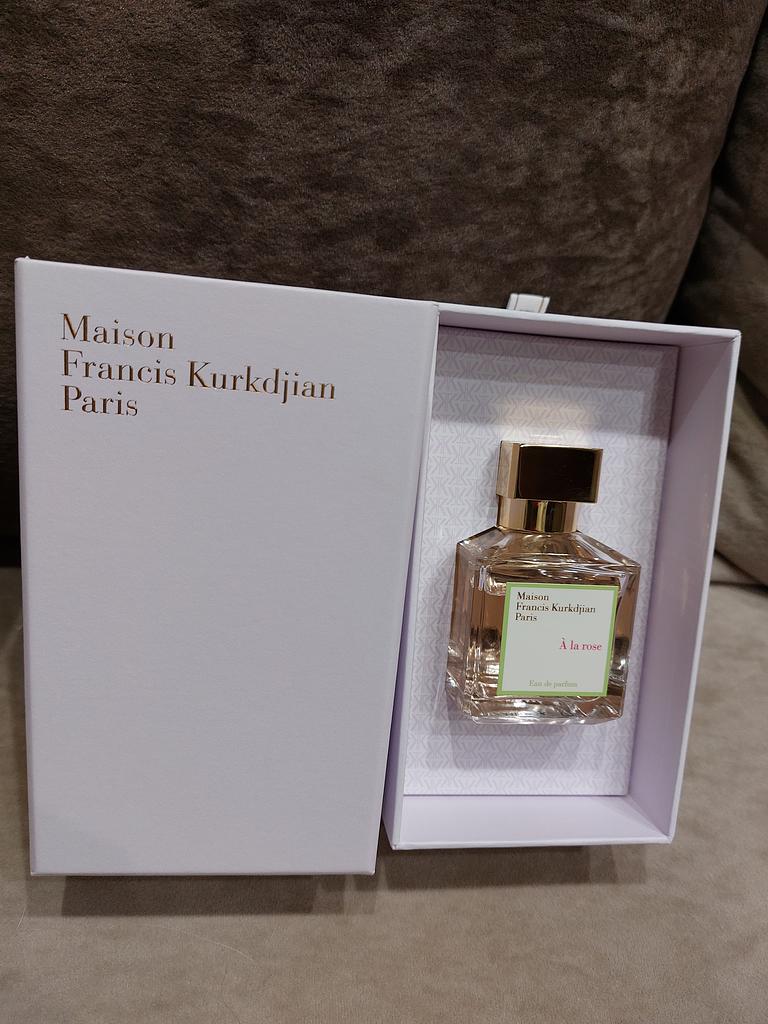 Maison
Francis Kurkdjian
Paris
Maison
Francis Kurkdjian
Paris
À la rose
Eau de parfum